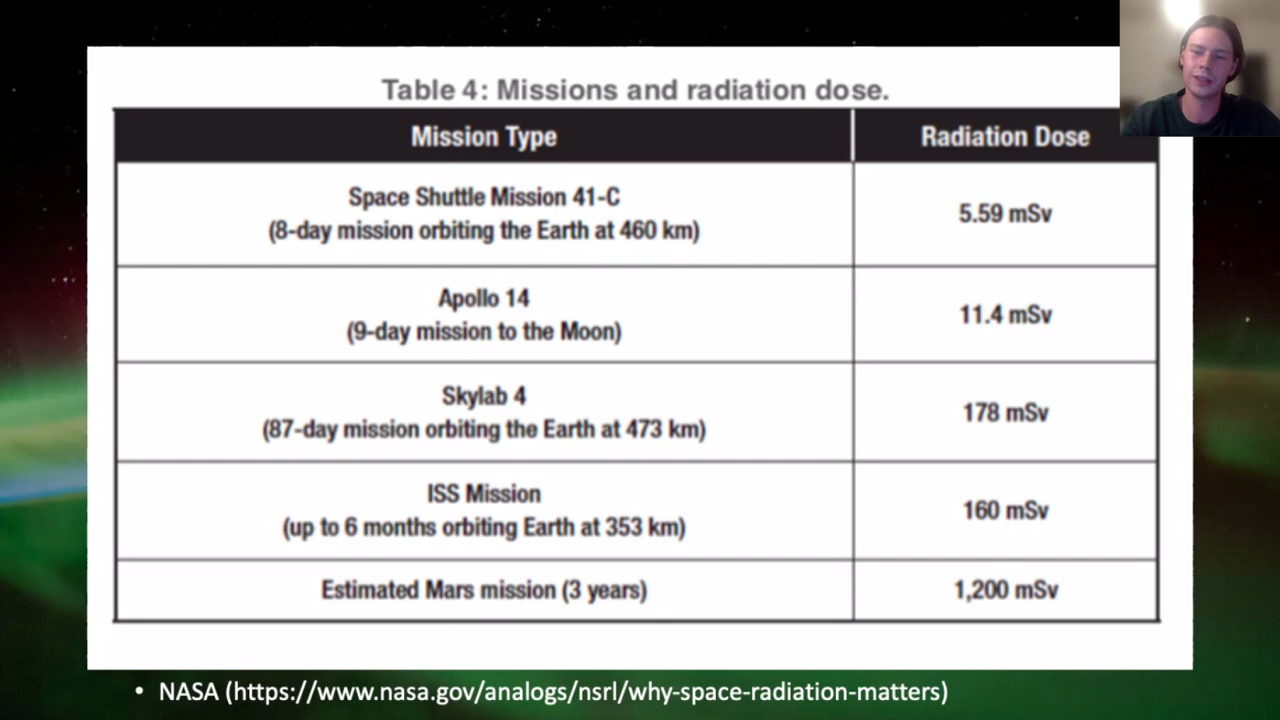 Table 4: Missions and radiation dose.
Mission Type
Radiation Dose
Space Shuttle Mission 41-C
(8-day mission orbiting the Earth at 460 km)
5.59 mSv
Apollo 14
(9-day mission to the Moon)
11.4 mSv
Skylab 4
(87-day mission orbiting the Earth at 473 km)
178 mSv
ISS Mission
(up to 6 months orbiting Earth at 353 km)
160 mSv
Estimated Mars mission (3 years)
1,200 mSv
• NASA (https://www.nasa.gov/analogs/nsrl/why-space-radiation-matters)